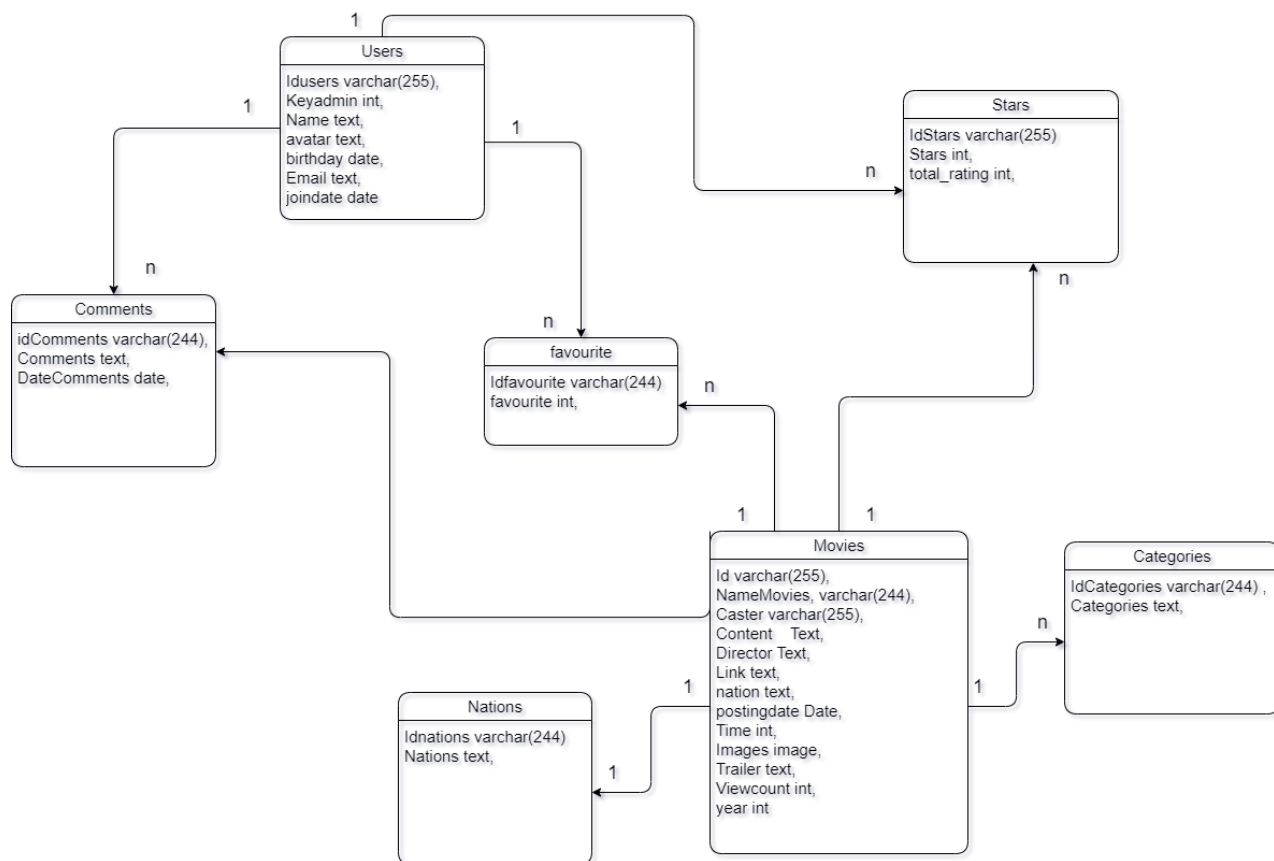 1
Users
Idusers varchar(255),
Keyadmin int,
Name text,
avatar text,
birthday date,
Email text,
joindate date
1
1
Stars
IdStars varchar(255)
Stars int,
total_rating int,
n
n
n
Comments
idComments varchar(244),
Comments text,
DateComments date,
n
favourite
Idfavourite varchar(244)
favourite int,
n
1
1
Movies
Id varchar(255),
NameMovies, varchar(244),
Caster varchar(255),
Content Text,
Director Text,
Link text,
nation text,
postingdate Date,
Time int,
Images image,
Trailer text,
Viewcount int,
year int
Categories
IdCategories varchar(244) ,
Categories text,
n
1
1
Nations
Idnations varchar(244)
Nations text,
1